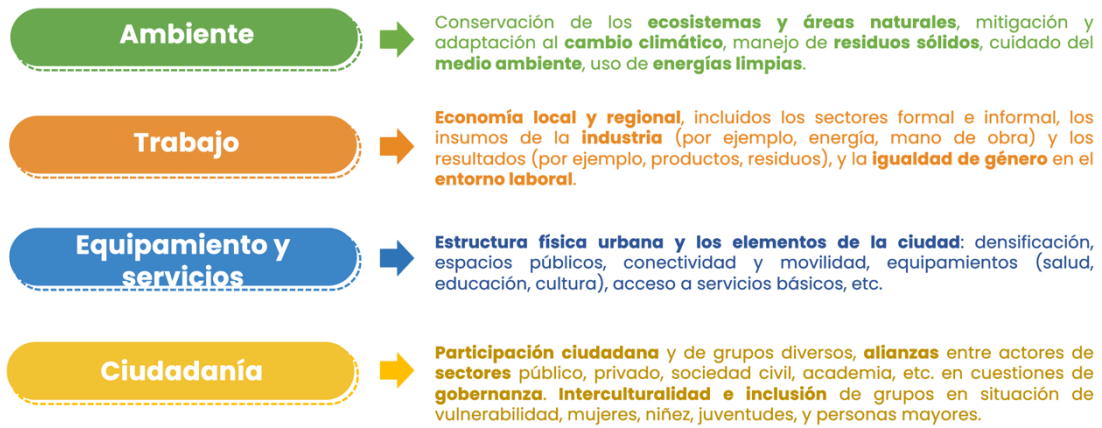 Ambiente
Conservación de los ecosistemas y áreas naturales, mitigación y
adaptación al cambio climático, manejo de residuos sólidos, cuidado del
medio ambiente, uso de energías limpias.
Trabajo
Economía local y regional, incluidos los sectores formal e informal, los
insumos de la industria (por ejemplo, energía, mano de obra) y los
resultados (por ejemplo, productos, residuos), y la igualdad de género en el
entorno laboral.
Equipamiento y
servicios
Estructura física urbana y los elementos de la ciudad: densificación,
espacios públicos, conectividad y movilidad, equipamientos (salud,
educación, cultura), acceso a servicios básicos, etc.
Ciudadanía
Participación ciudadana y de grupos diversos, alianzas entre actores de
sectores público, privado, sociedad civil, academia, etc. en cuestiones de
gobernanza. Interculturalidad e inclusión de grupos en situación de
vulnerabilidad, mujeres, niñez, juventudes, y personas mayores.